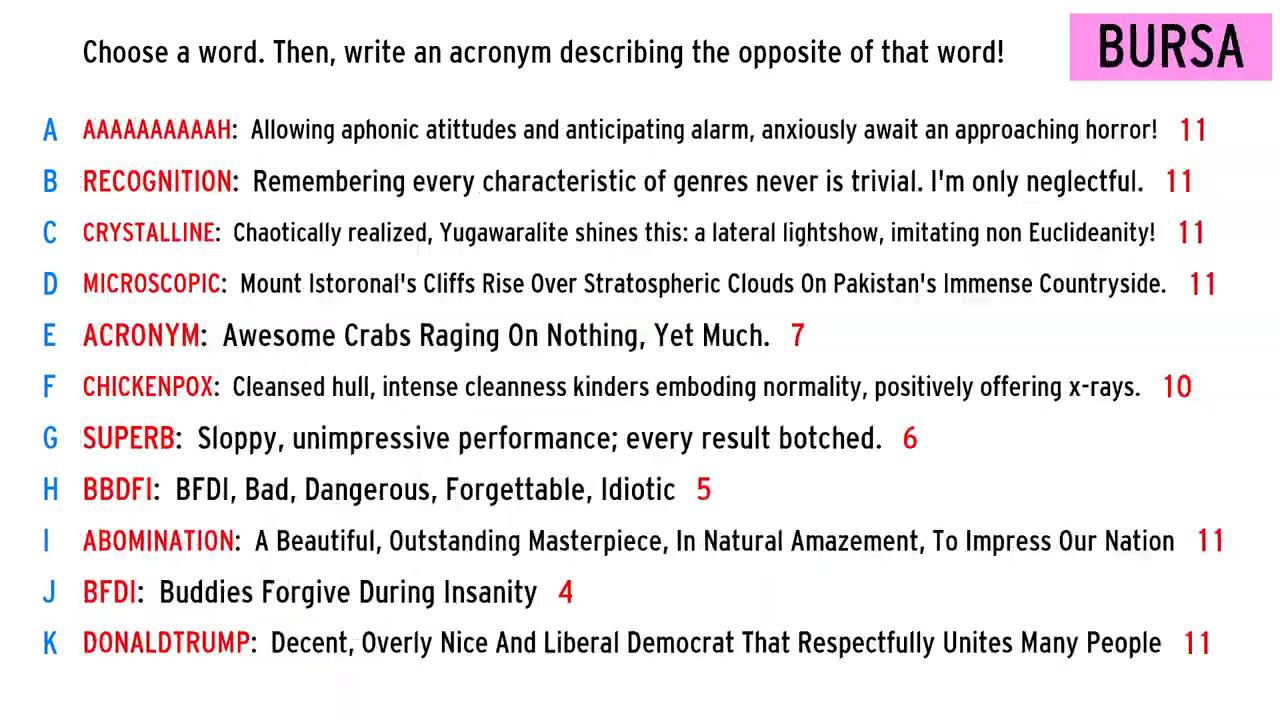 Choose a word. Then, write an acronym describing the opposite of that word!
BURSA
A AAAAAAAAAAH: Allowing aphonic atittudes and anticipating alarm, anxiously await an approaching horror! 11
B RECOGNITION: Remembering every characteristic of genres never is trivial. I'm only neglectful. 11
C CRYSTALLINE: Chaotically realized, Yugawaralite shines this: a lateral lightshow, imitating non Euclideanity! 11
D MICROSCOPIC: Mount Istoronal's Cliffs Rise Over Stratospheric Clouds On Pakistan's Immense Countryside. 11
E ACRONYM: Awesome Crabs Raging On Nothing, Yet Much. 7
F CHICKENPOX: Cleansed hull, intense cleanness kinders emboding normality, positively offering x-rays. 10
G SUPERB: Sloppy, unimpressive performance; every result botched. 6
H BBDFI: BFDI, Bad, Dangerous, Forgettable, Idiotic 5
I ABOMINATION: A Beautiful, Outstanding Masterpiece, In Natural Amazement, To Impress Our Nation 11
J BFDI: Buddies Forgive During Insanity 4
K DONALDTRUMP: Decent, Overly Nice And Liberal Democrat That Respectfully Unites Many People 11